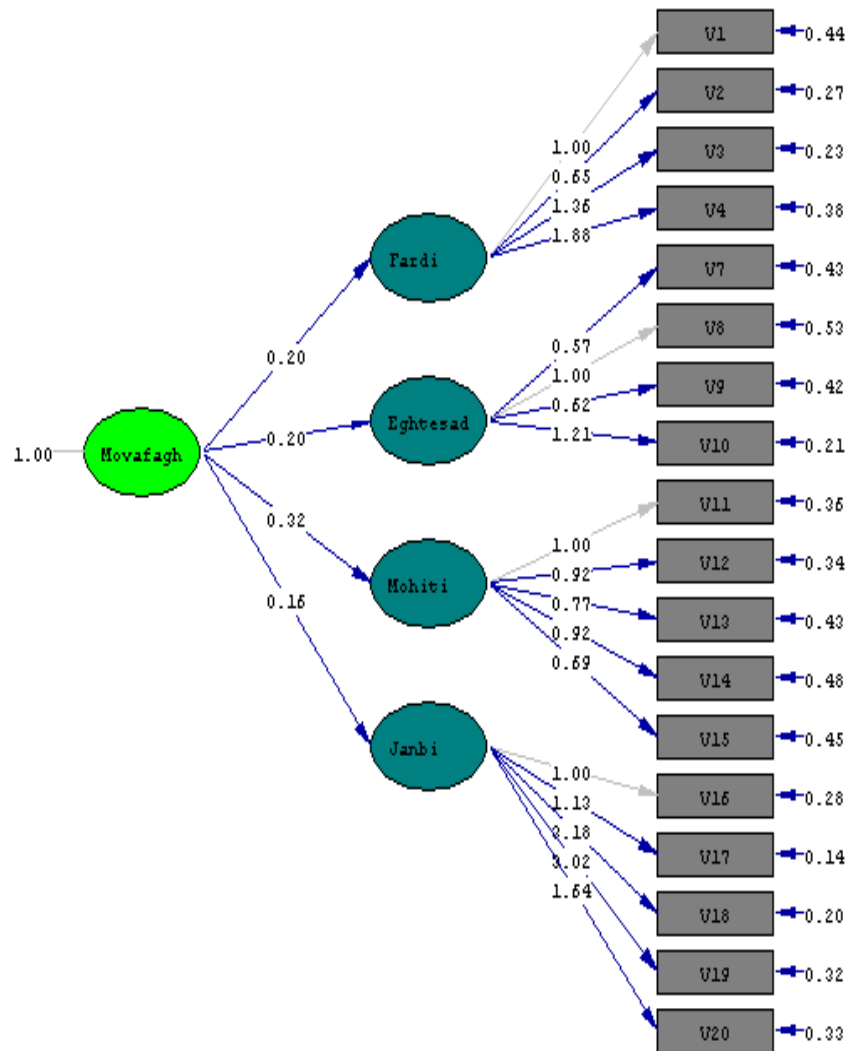 V1 0.44
V2 0.27
1.00
V3 0.23
0.65
1.36
V4 0.38
1.88
Fardi
V7 0.43
V8 0.53
0.57
0.20
1.00
V9 0.42
0.62
Eghtesad
1.21
0.20
V10 0.21
1.00 Movafagh
V11 0.36
0.32
1.00
V12 0.34
0.92
Mohiti
0.77
V13 0.43
0.16
0.92
0.69
V14 0.48
V15 0.45
Janbi
1.00
V16 0.28
1.13
2.18
V17 0.14
3.02
1.64
V18 0.20
V19 0.32
V20 0.33